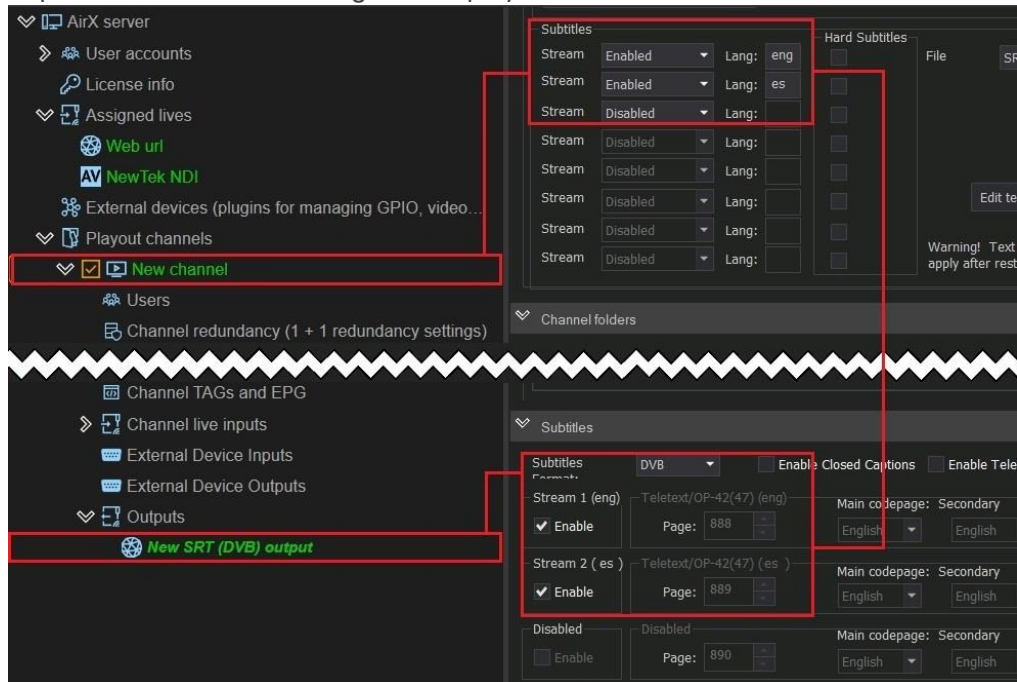 AirX server
User accounts
License info
Assigned lives
Web url
AV NewTek NDI
External devices (plugins for managing GPIO, video...
Playout channels
New channel
Users
Channel redundancy (1 + 1 redundancy settings)
Subtitles
Hard Subtitles
Stream Enabled Lang: eng
File
Stream Enabled Lang: es
Stream Disabled Lang:
Stream Disabled Lang:
Stream Disabled Lang:
Stream Disabled Lang:
Edit te
Stream Disabled Lang:
Warning! Text
Stream Disabled Lang:
apply after rest
Channel folders
Channel TAGs and EPG
Channel live inputs
External Device Inputs
External Device Outputs
Outputs
New SRT (DVB) output
Subtitles
Subtitles DVB Enable Closed Captions Enable Tele
Stream 1 (eng) Teletext/OP-42(47) (eng) Main codepage: Secondary
Enable Page: 888 English English
Stream 2 ( es ) Teletext/OP-42(47) ( es ) Main codepage: Secondary
Enable Page: 889 English English
Disabled Disabled Main codepage: Secondary
Enable Page: 890 English English